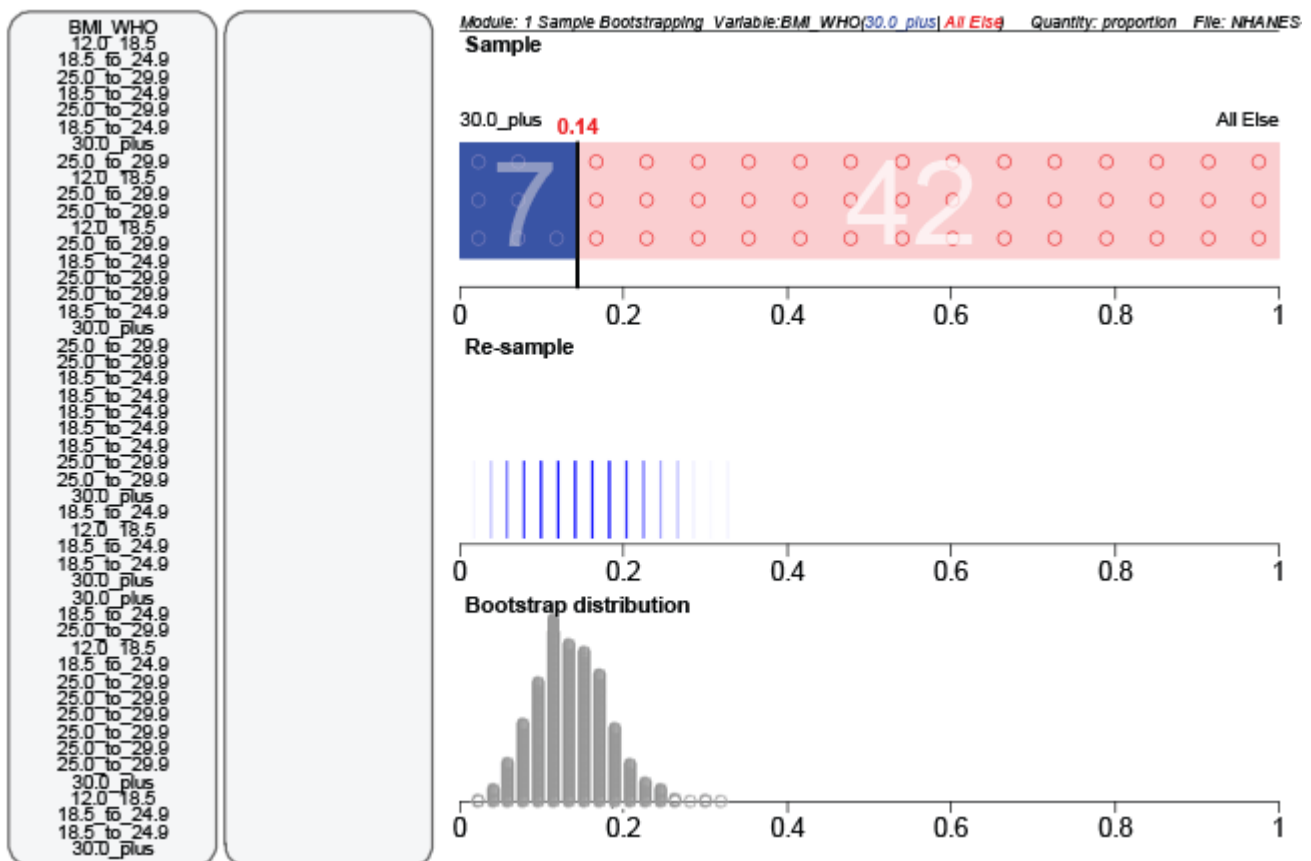 BMI_WHO
12.0_18.5
18.5_to_24.9
25.0_to_29.9
18.5_to_24.9
25.0_to_29.9
18.5_to_24.9
30.0_plus
25.0_to_29.9
12.0_18.5
25.0_to_29.9
25.0_to_29.9
12.0_18.5
25.0_to_29.9
18.5_to_24.9
25.0_to_29.9
25.0_to_29.9
18.5_to_24.9
30.0_plus
25.0_to_29.9
25.0_to_29.9
18.5_to_24.9
18.5_to_24.9
18.5_to_24.9
18.5_to_24.9
18.5_to_24.9
25.0_to_29.9
25.0_to_29.9
30.0_plus
18.5_to_24.9
12.0_18.5
18.5_to_24.9
18.5_to_24.9
30.0_plus
30.0_plus
18.5_to_24.9
25.0_to_29.9
12.0_18.5
18.5_to_24.9
25.0_to_29.9
25.0_to_29.9
25.0_to_29.9
25.0_to_29.9
25.0_to_29.9
25.0_to_29.9
30.0_plus
12.0_18.5
18.5_to_24.9
18.5_to_24.9
30.0_plus
Module: 1 Sample Bootstrapping Variable:BMI_WHO(30.0_plus| All Else) Quantity: proportion File: NHANES-
Sample
30.0_plus 0.14 All Else
7 42
0 0.2 0.4 0.6 0.8 1
Re-sample
0 0.2 0.4 0.6 0.8 1
Bootstrap distribution
0 0.2 0.4 0.6 0.8 1